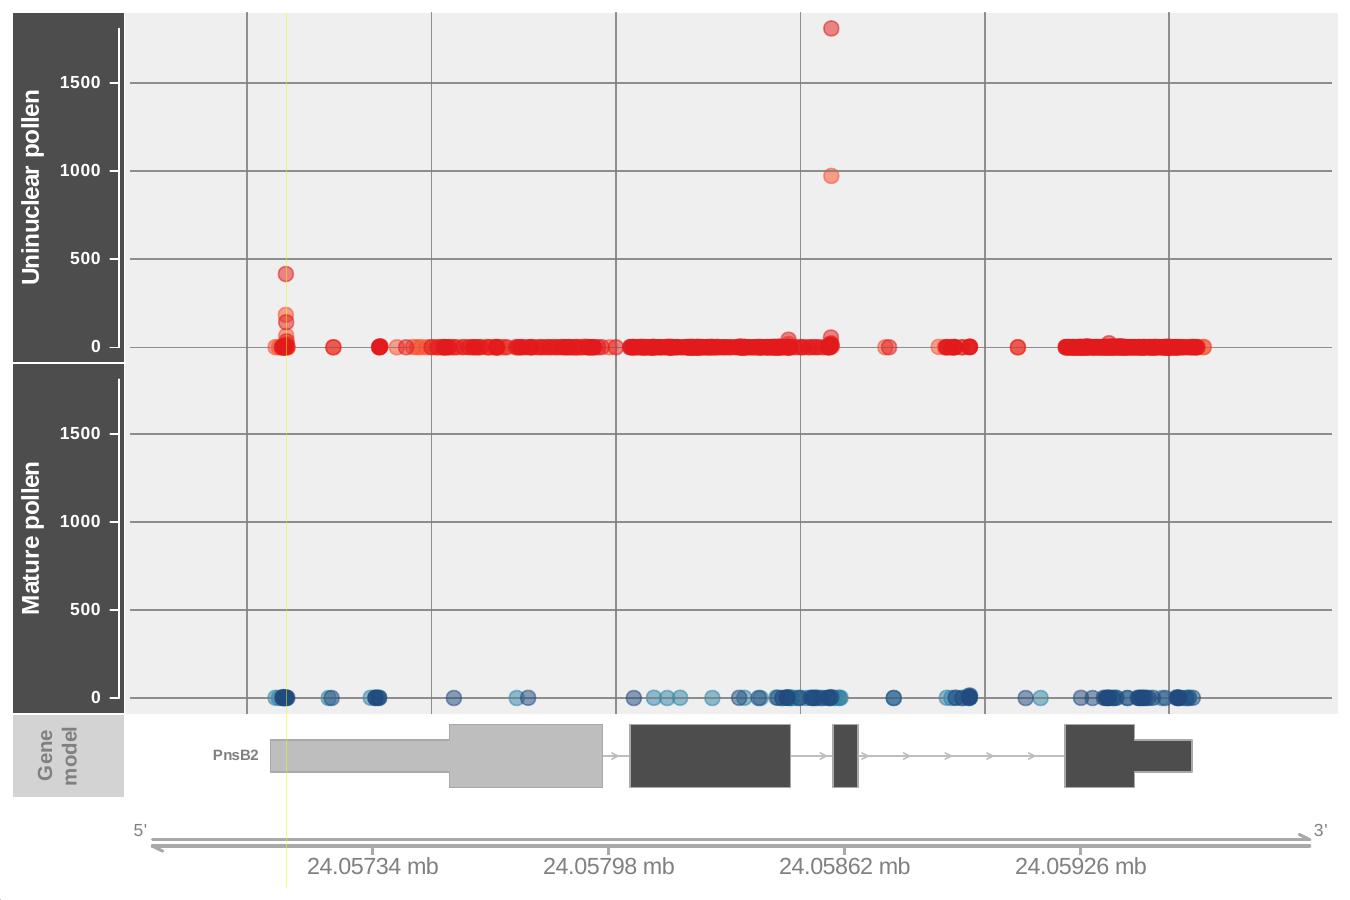 Uninuclear pollen
1500
1000
500
0
Mature pollen
1500
1000
500
0
Gene
model
PnsB2
5'
3'
24.05734 mb
24.05798 mb
24.05862 mb
24.05926 mb